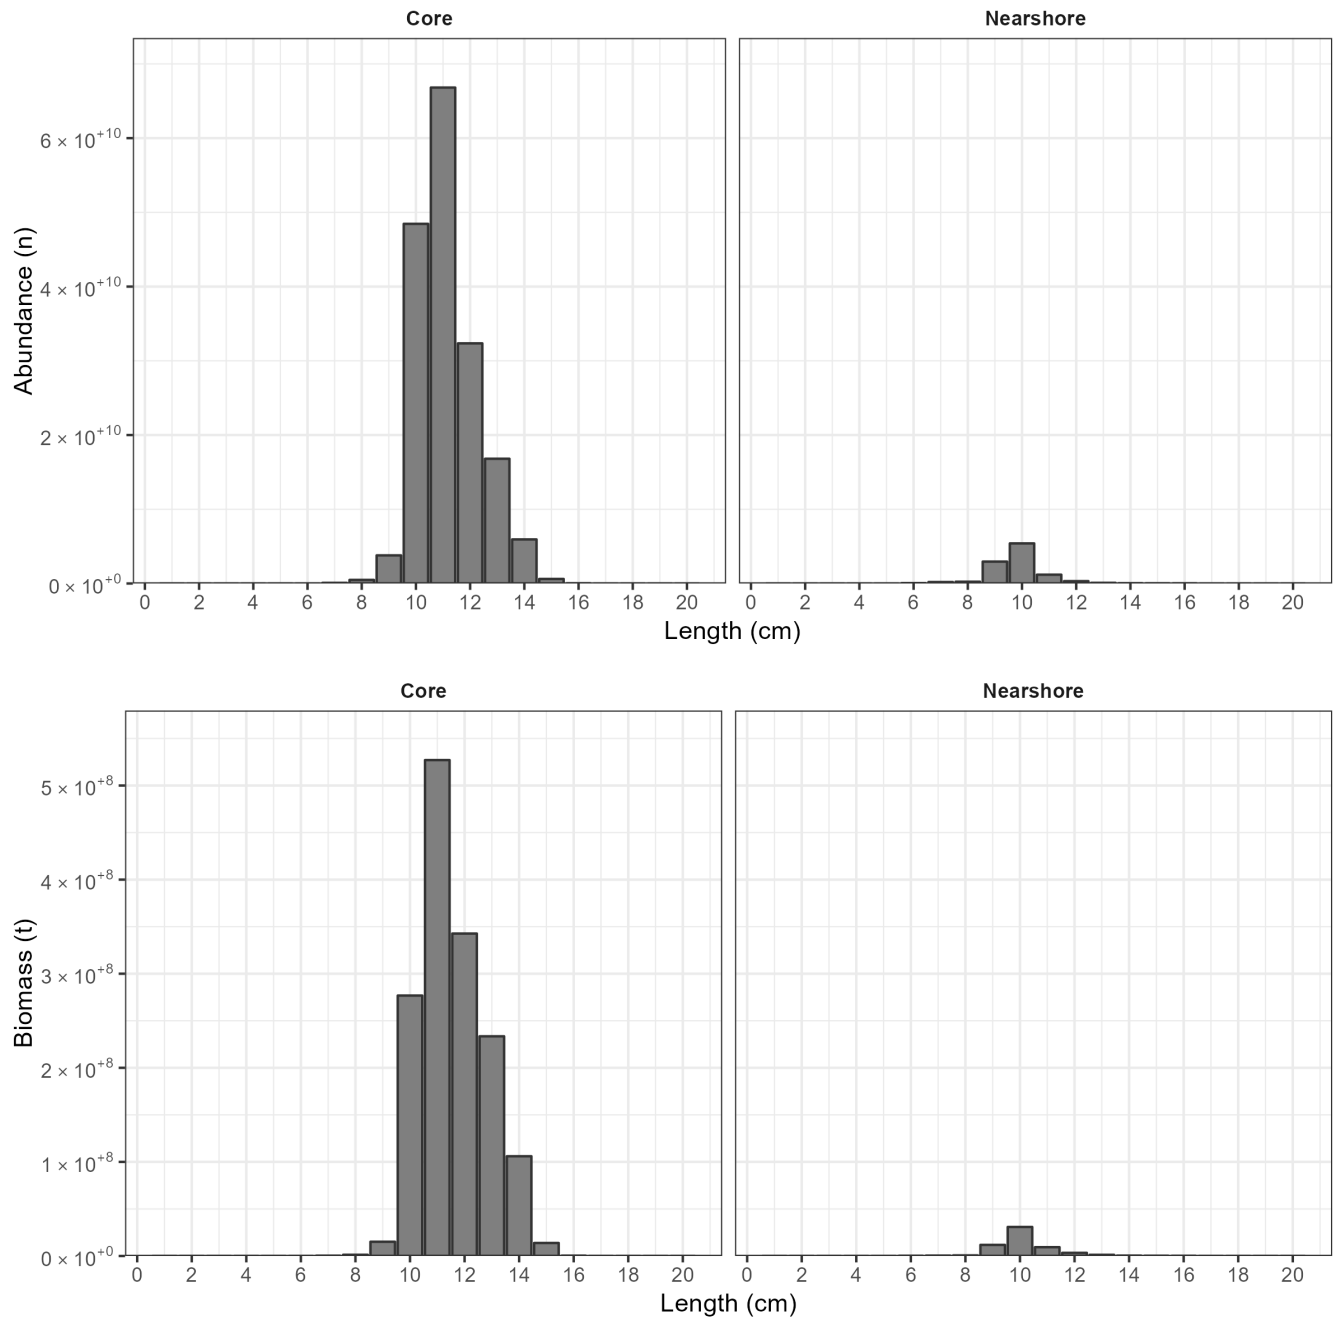 Core Nearshore
6 × 10⁺¹⁰
4 × 10⁺¹⁰
2 × 10⁺¹⁰
0 × 10⁺⁰
Abundance (n)
0 2 4 6 8 10 12 14 16 18 20 0 2 4 6 8 10 12 14 16 18 20
Length (cm)
Core Nearshore
5 × 10⁺⁸
4 × 10⁺⁸
3 × 10⁺⁸
2 × 10⁺⁸
1 × 10⁺⁸
0 × 10⁺⁰
Biomass (t)
0 2 4 6 8 10 12 14 16 18 20 0 2 4 6 8 10 12 14 16 18 20
Length (cm)